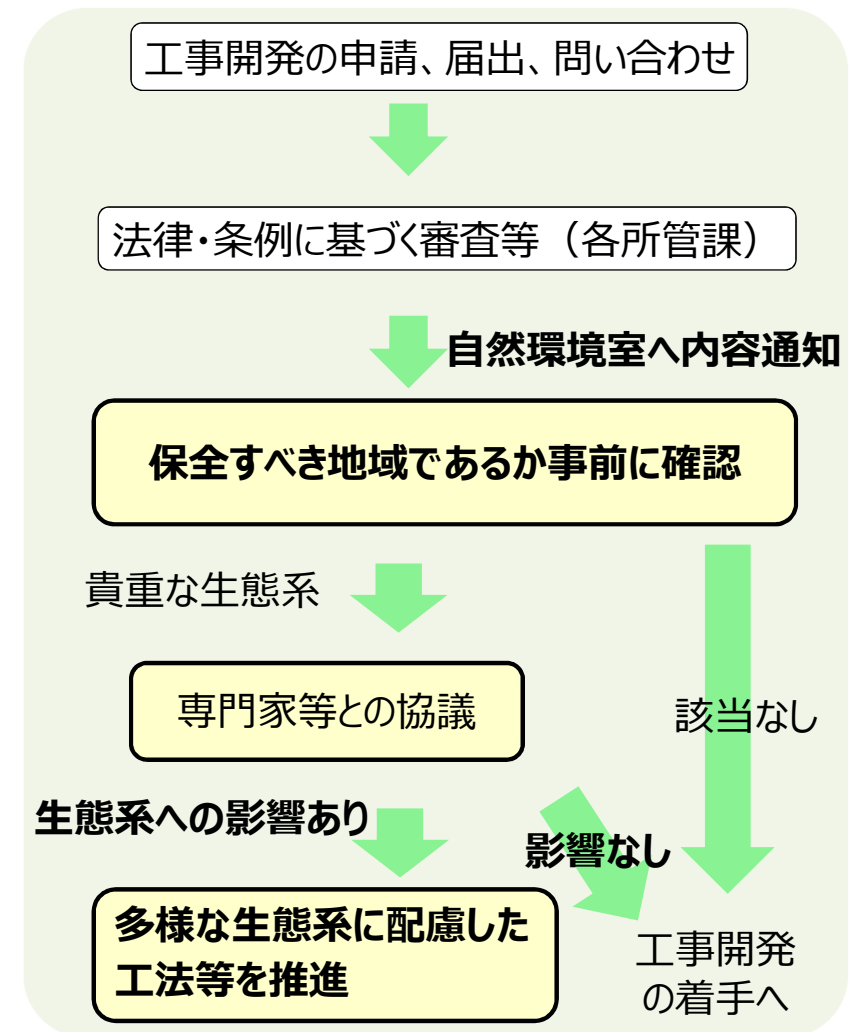 工事開発の申請、届出、問い合わせ
法律・条例に基づく審査等（各所管課）
自然環境室へ内容通知
保全すべき地域であるか事前に確認
貴重な生態系
専門家等との協議
該当なし
生態系への影響あり
影響なし
多様な生態系に配慮した
工法等を推進
工事開発
の着手へ